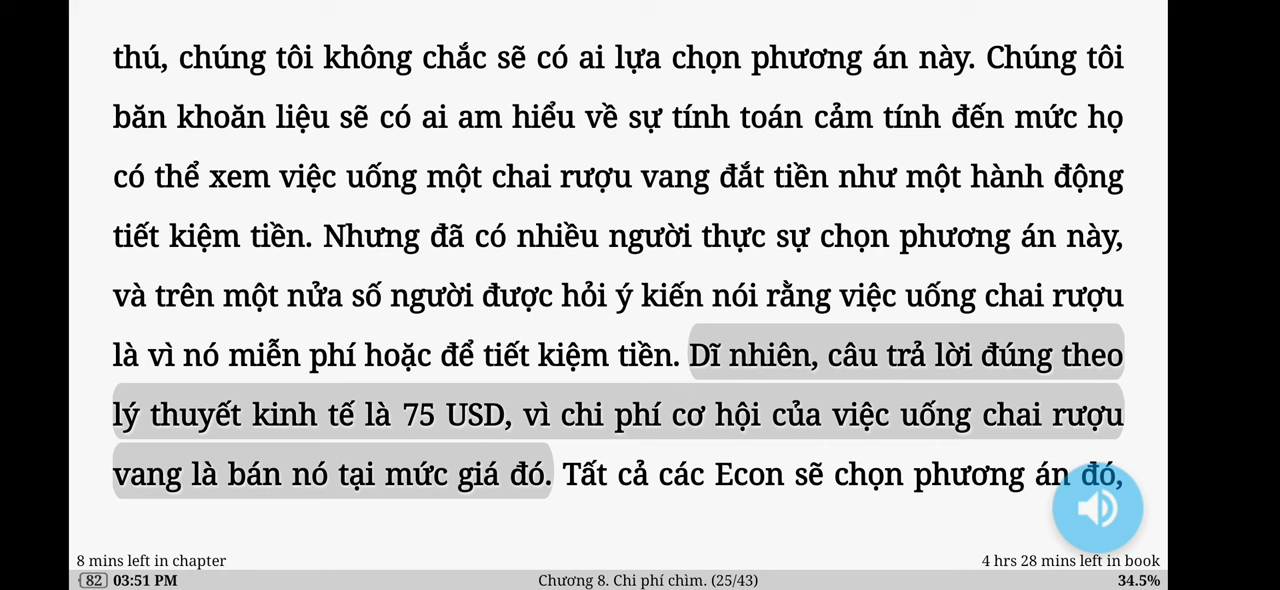 thú, chúng tôi không chắc sẽ có ai lựa chọn phương án này. Chúng tôi
băn khoăn liệu sẽ có ai am hiểu về sự tính toán cảm tính đến mức họ
có thể xem việc uống một chai rượu vang đắt tiền như một hành động
tiết kiệm tiền. Nhưng đã có nhiều người thực sự chọn phương án này,
và trên một nửa số người được hỏi ý kiến nói rằng việc uống chai rượu
là vì nó miễn phí hoặc để tiết kiệm tiền. Dĩ nhiên, câu trả lời đúng theo
lý thuyết kinh tế là 75 USD, vì chi phí cơ hội của việc uống chai rượu
vang là bán nó tại mức giá đó. Tất cả các Econ sẽ chọn phương án đó,
8 mins left in chapter 4 hrs 28 mins left in book
82 03:51 PM Chương 8. Chi phí chìm. (25/43) 34.5%